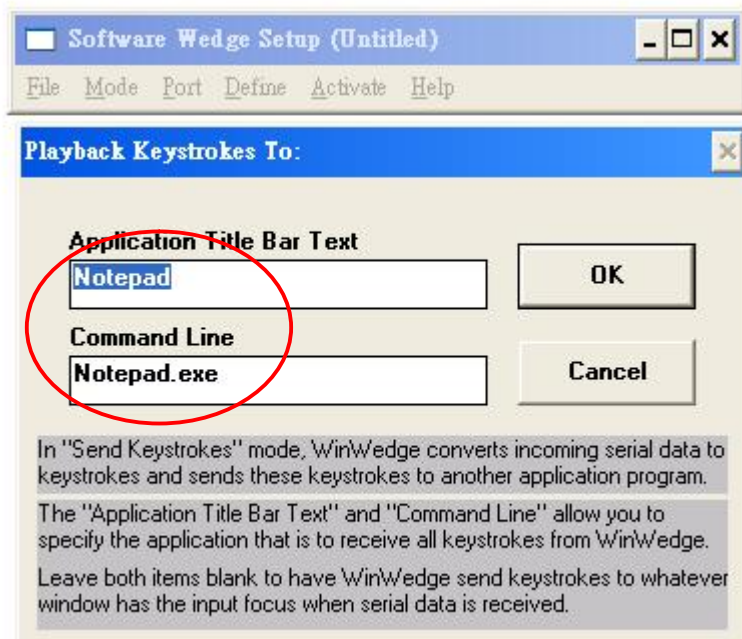 Software Wedge Setup (Untitled)
File Mode Port Define Activate Help
Playback Keystrokes To:
Application Title Bar Text
Notepad
OK
Command Line
Notepad.exe
Cancel
In "Send Keystrokes" mode, WinWedge converts incoming serial data to
keystrokes and sends these keystrokes to another application program.
The "Application Title Bar Text" and "Command Line" allow you to
specify the application that is to receive all keystrokes from WinWedge.
Leave both items blank to have WinWedge send keystrokes to whatever
window has the input focus when serial data is received.